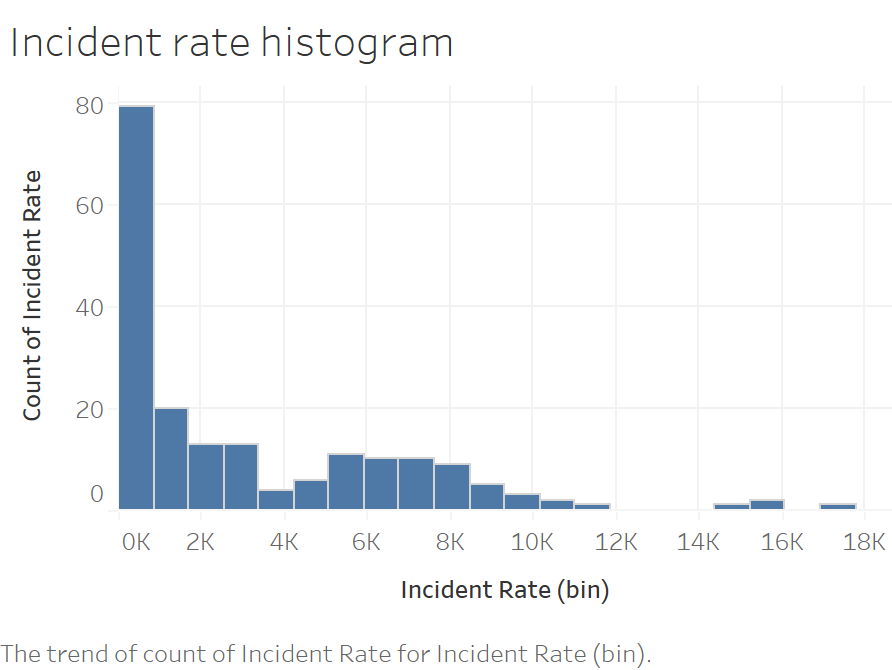 Incident rate histogram
80
60
40
20
0
Count of Incident Rate
0K 2K 4K 6K 8K 10K 12K 14K 16K 18K
Incident Rate (bin)
The trend of count of Incident Rate for Incident Rate (bin).